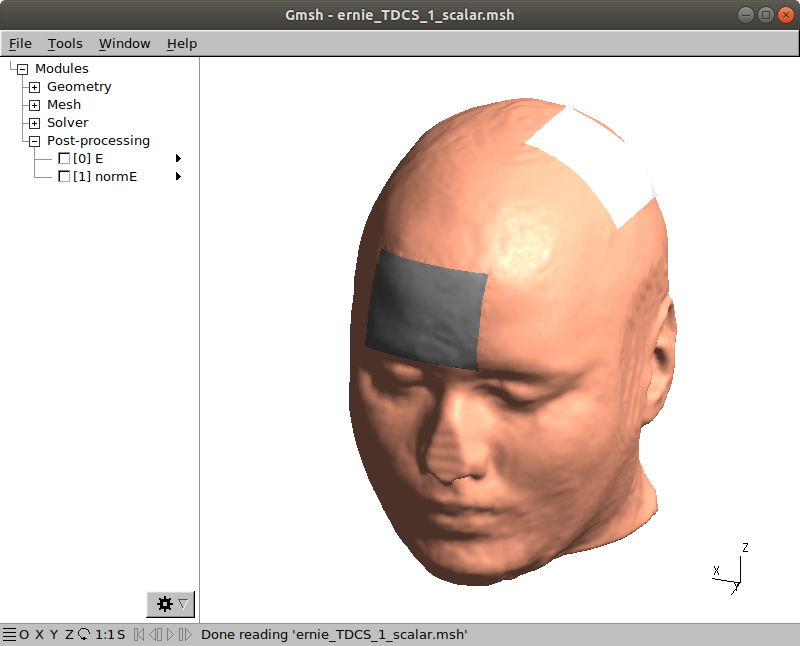 Gmsh - ernie_TDCS_1_scalar.msh
File Tools Window Help
Modules
Geometry
Mesh
Solver
Post-processing
[0] E
[1] normE
Z
X
Y
O X Y Z 1:1 S Done reading 'ernie_TDCS_1_scalar.msh'